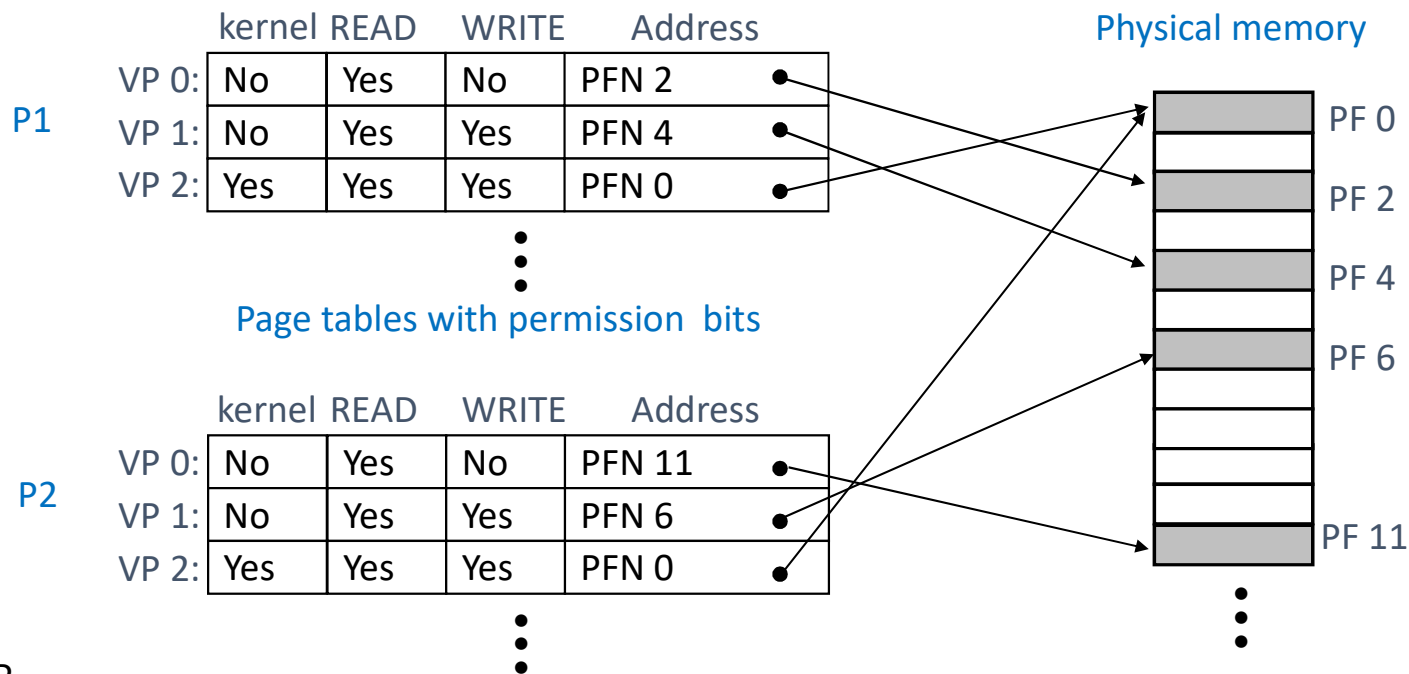 kernel READ WRITE Address
Physical memory
P1
VP 0: No Yes No PFN 2
VP 1: No Yes Yes PFN 4
VP 2: Yes Yes Yes PFN 0
PF 0
PF 2
PF 4
PF 6
PF 11
Page tables with permission bits
kernel READ WRITE Address
P2
VP 0: No Yes No PFN 11
VP 1: No Yes Yes PFN 6
VP 2: Yes Yes Yes PFN 0